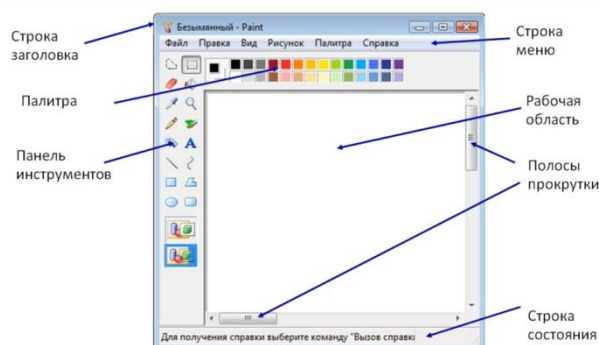 Строка
заголовка
Безымянный - Paint
Строка
меню
Файл Правка Вид Рисунок Палитра Справка
Палитра
Рабочая
область
Панель
инструментов
A
Полосы
прокрутки
Для получения справки выберите команду "Вызов справки
Строка
состояния